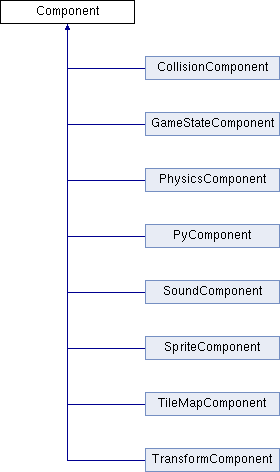 Component
CollisionComponent
GameStateComponent
PhysicsComponent
PyComponent
SoundComponent
SpriteComponent
TileMapComponent
TransformComponent